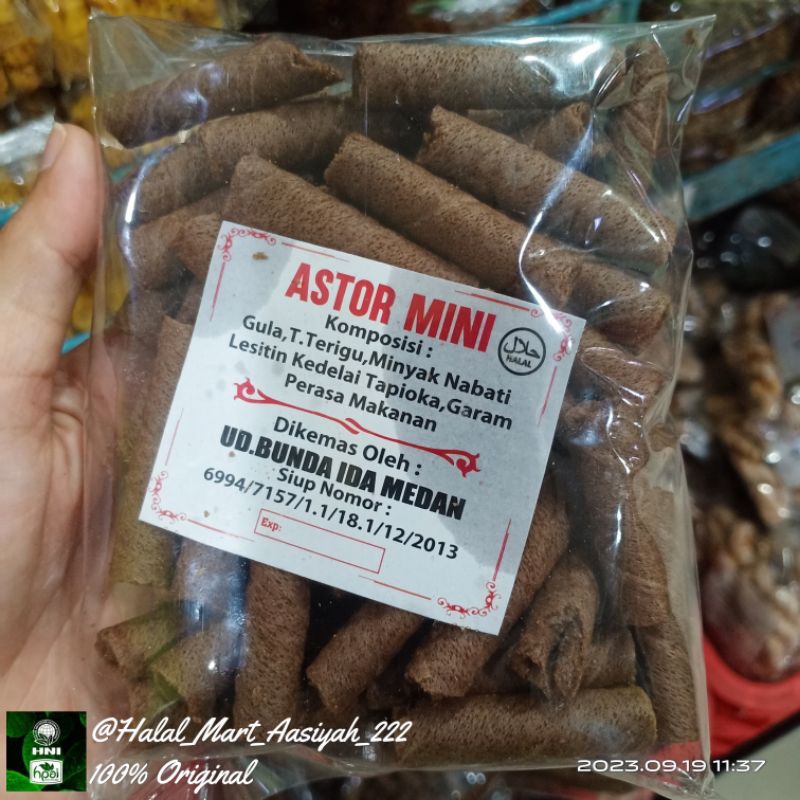 ASTOR MINI
Komposisi :
Gula,T.Terigu,Minyak Nabati
Lesitin Kedelai Tapioka,Garam
Perasa Makanan
حلال
HALAL
Dikemas Oleh :
UD.BUNDA IDA MEDAN
Siup Nomor :
6994/7157/1.1/18.1/12/2013
Exp:
@Halal_Mart_Aasiyah_222
100% Original
HNI
hpai
2023.09.19 11:37